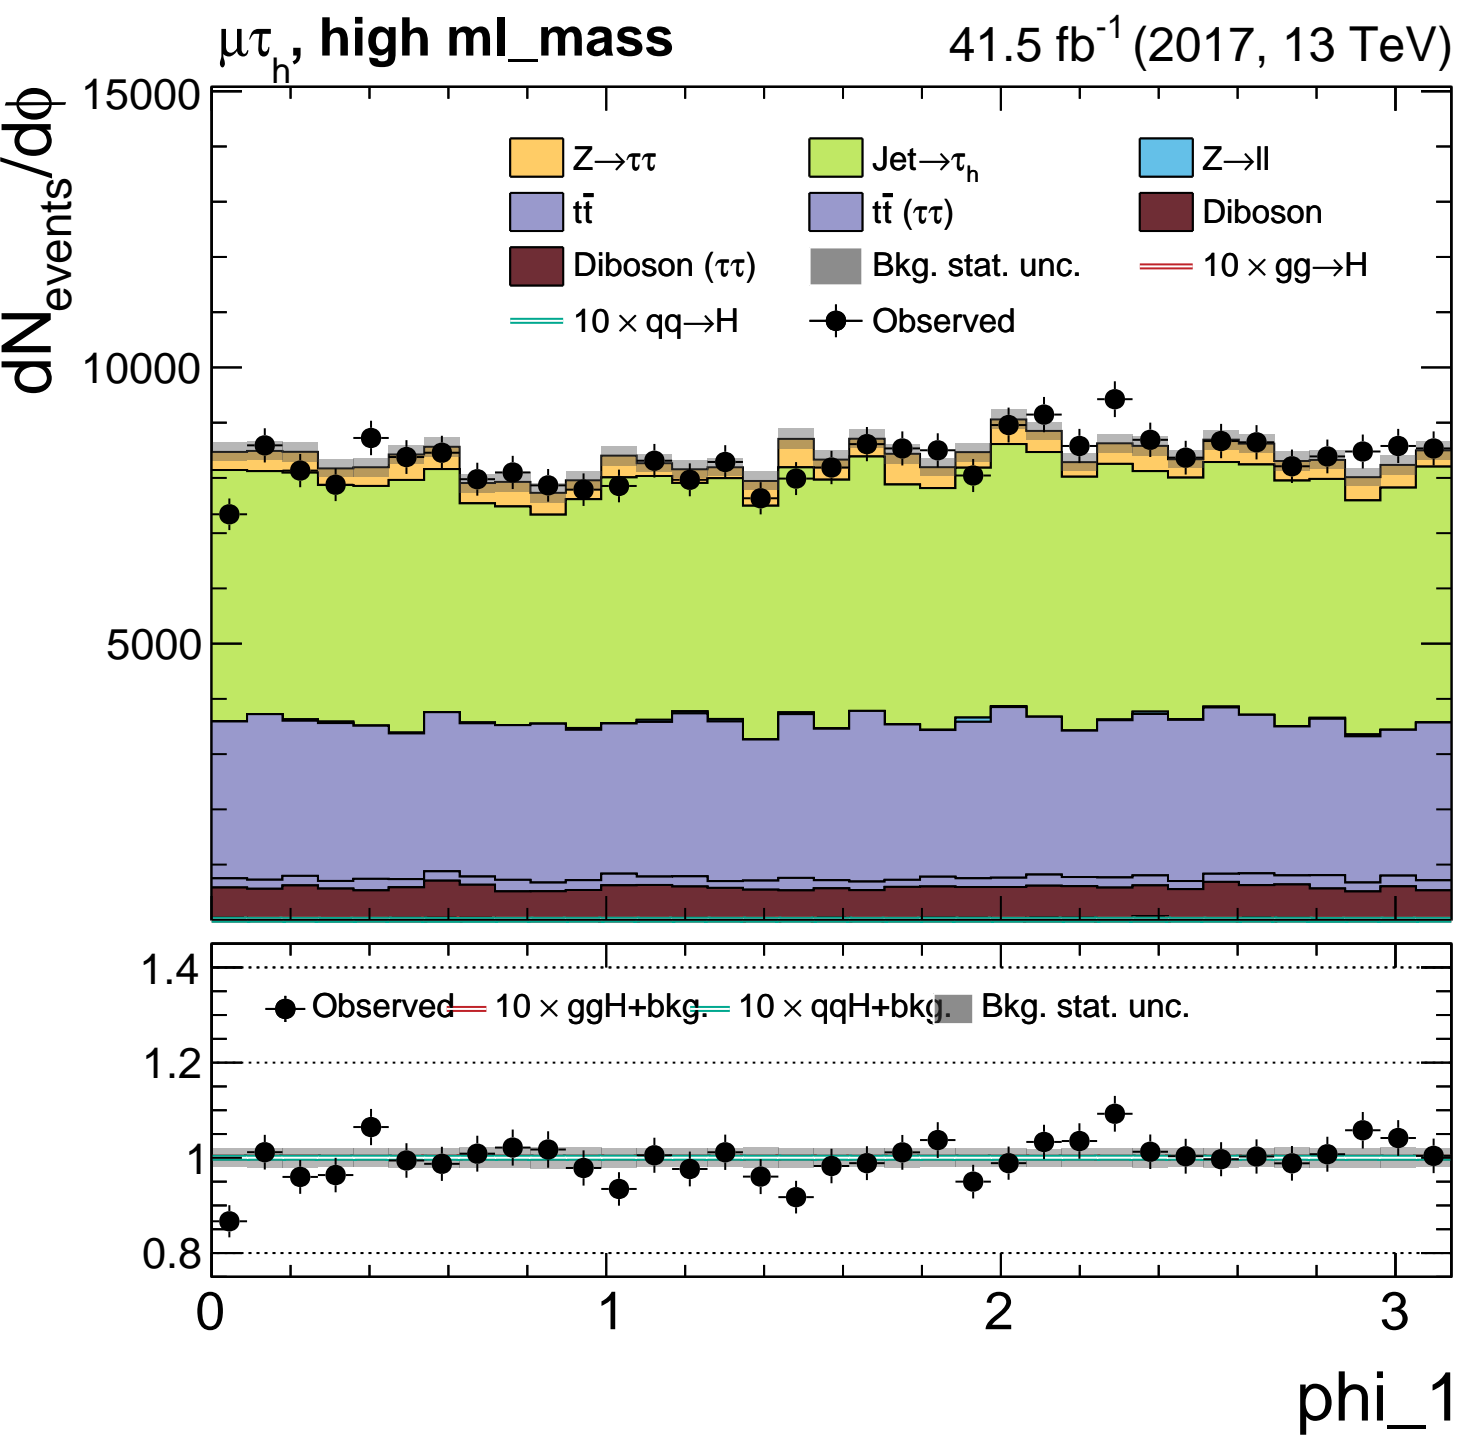 μτh, high ml_mass
41.5 fb-1 (2017, 13 TeV)
dNevents/dϕ
15000
10000
5000
Z→ττ
Jet→τh
Z→ll
tt̄
tt̄ (ττ)
Diboson
Diboson (ττ)
Bkg. stat. unc.
10 × gg→H
10 × qq→H
Observed
1.4
1.2
1
0.8
Observed
10 × ggH+bkg.
10 × qqH+bkg.
Bkg. stat. unc.
0
1
2
3
phi_1